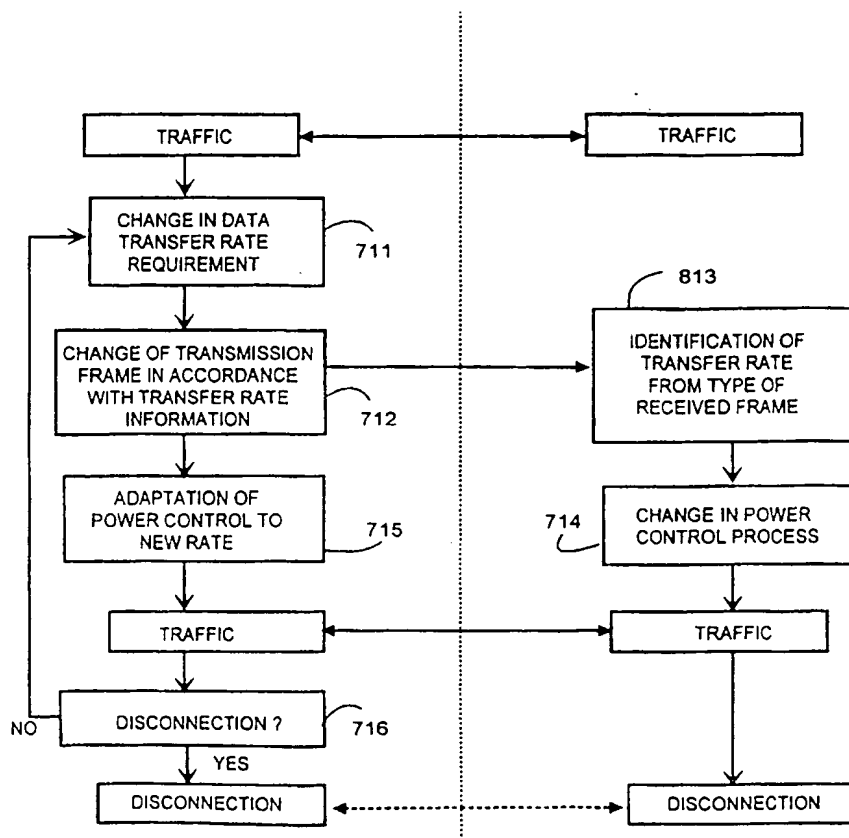 TRAFFIC
TRAFFIC
CHANGE IN DATA
TRANSFER RATE
REQUIREMENT
711
813
CHANGE OF TRANSMISSION
FRAME IN ACCORDANCE
WITH TRANSFER RATE
INFORMATION
712
IDENTIFICATION OF
TRANSFER RATE
FROM TYPE OF
RECEIVED FRAME
ADAPTATION OF
POWER CONTROL TO
NEW RATE
715
714
CHANGE IN POWER
CONTROL PROCESS
TRAFFIC
TRAFFIC
NO
DISCONNECTION ?
716
YES
DISCONNECTION
DISCONNECTION